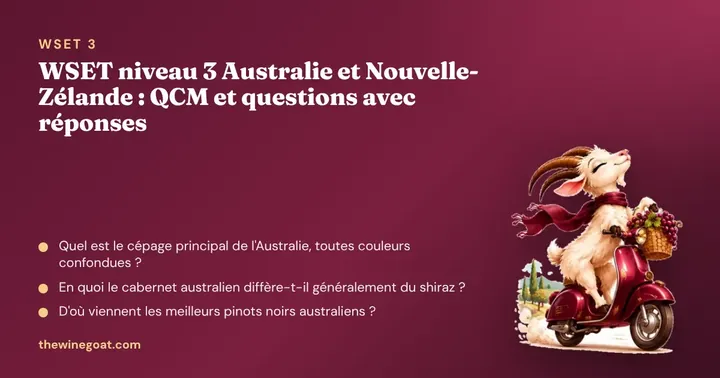 WSET 3
WSET niveau 3 Australie et Nouvelle-
Zélande : QCM et questions avec
réponses
Quel est le cépage principal de l'Australie, toutes couleurs
confondues ?
En quoi le cabernet australien diffère-t-il généralement du shiraz ?
D'où viennent les meilleurs pinots noirs australiens ?
thewinegoat.com